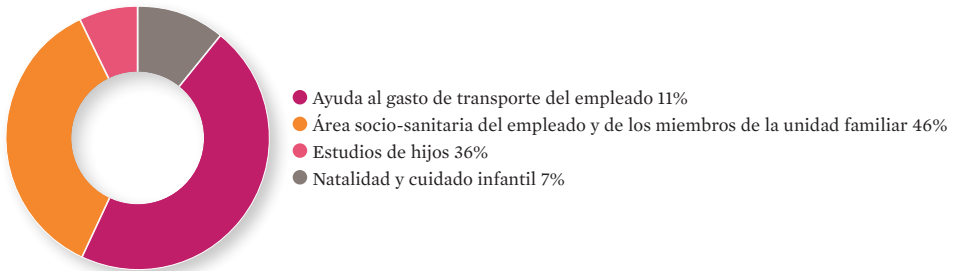 Ayuda al gasto de transporte del empleado 11%
Área socio-sanitaria del empleado y de los miembros de la unidad familiar 46%
Estudios de hijos 36%
Natalidad y cuidado infantil 7%